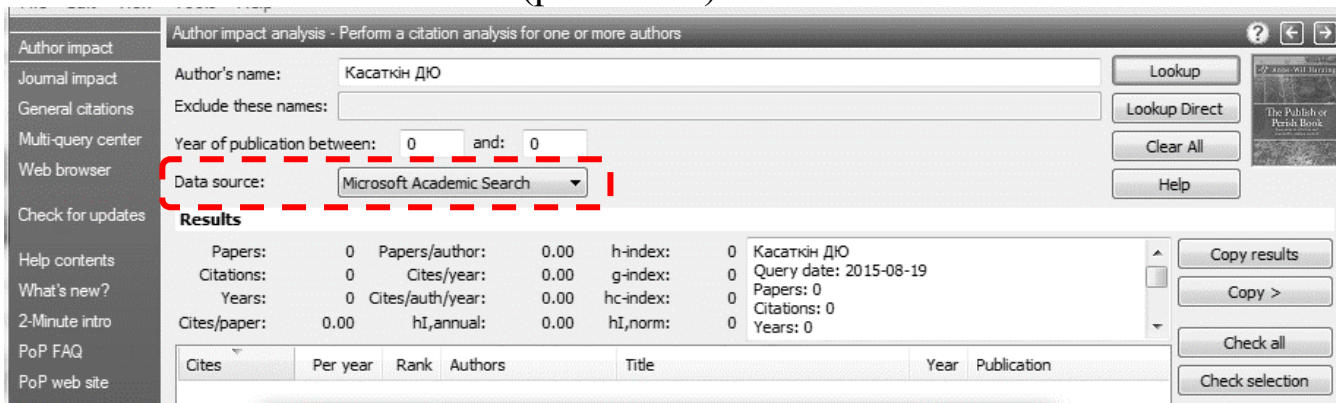 Author impact analysis - Perform a citation analysis for one or more authors
Author impact
Journal impact
General citations
Multi-query center
Web browser
Check for updates
Help contents
What's new?
2-Minute intro
PoP FAQ
PoP web site
Author's name: Касаткін ДЮ
Exclude these names:
Year of publication between: 0 and: 0
Data source: Microsoft Academic Search
Lookup
Lookup Direct
Clear All
Help
The Publish or
Perish Book
Results
Papers: 0 Papers/author: 0.00 h-index: 0
Citations: 0 Cites/year: 0.00 g-index: 0
Years: 0 Cites/auth/year: 0.00 hc-index: 0
Cites/paper: 0.00 hI,annual: 0.00 hI,norm: 0
Касаткін ДЮ
Query date: 2015-08-19
Papers: 0
Citations: 0
Years: 0
Copy results
Copy >
Check all
Check selection
Cites Per year Rank Authors Title Year Publication